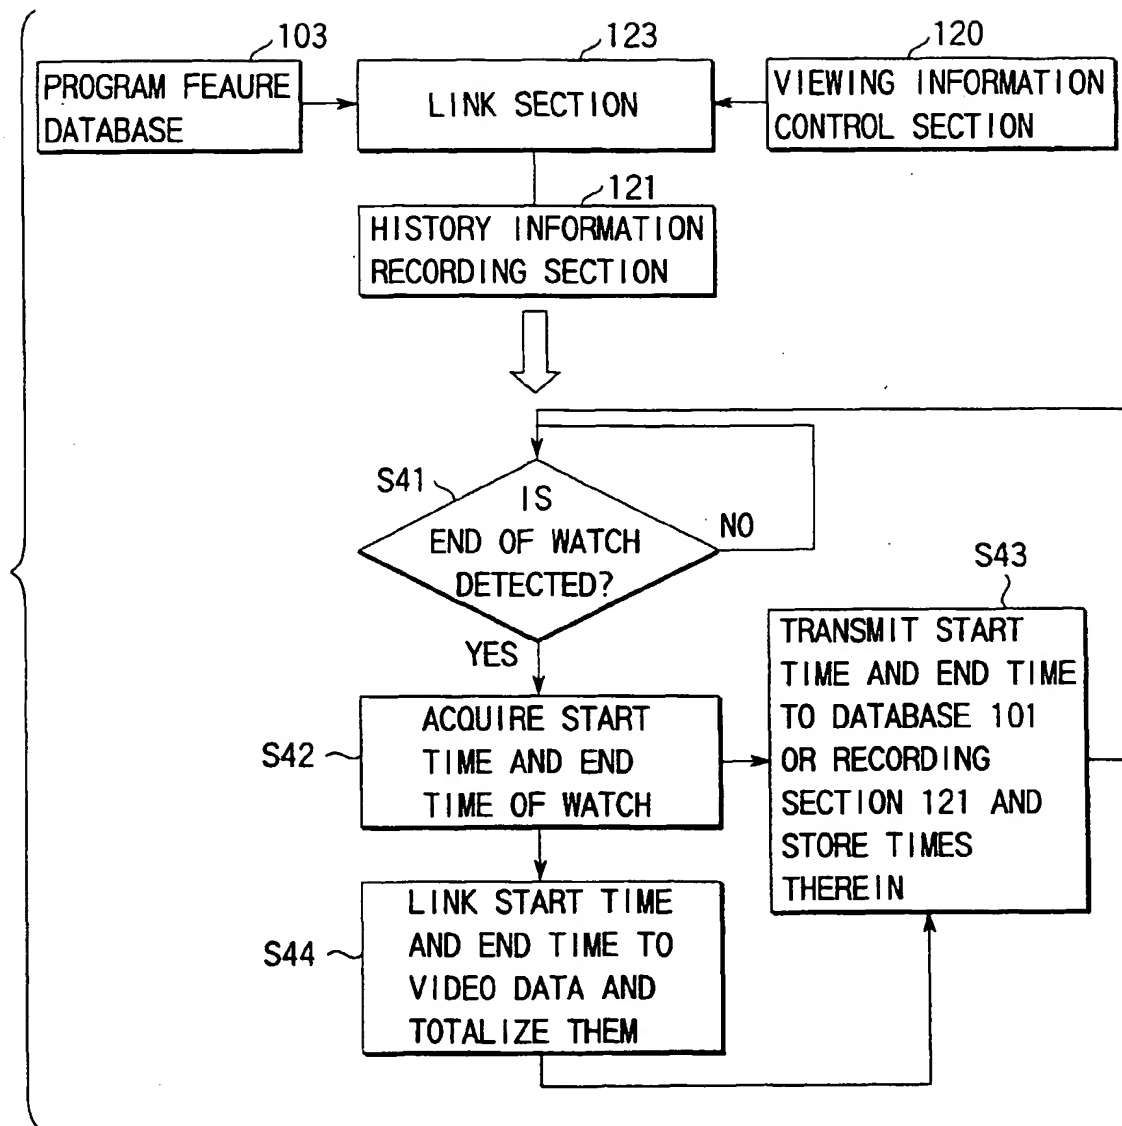 103
PROGRAM FEAURE
DATABASE
123
LINK SECTION
120
VIEWING INFORMATION
CONTROL SECTION
121
HISTORY INFORMATION
RECORDING SECTION
S41
IS
END OF WATCH
DETECTED?
NO
YES
S42
ACQUIRE START
TIME AND END
TIME OF WATCH
S43
TRANSMIT START
TIME AND END TIME
TO DATABASE 101
OR RECORDING
SECTION 121 AND
STORE TIMES
THEREIN
S44
LINK START TIME
AND END TIME TO
VIDEO DATA AND
TOTALIZE THEM